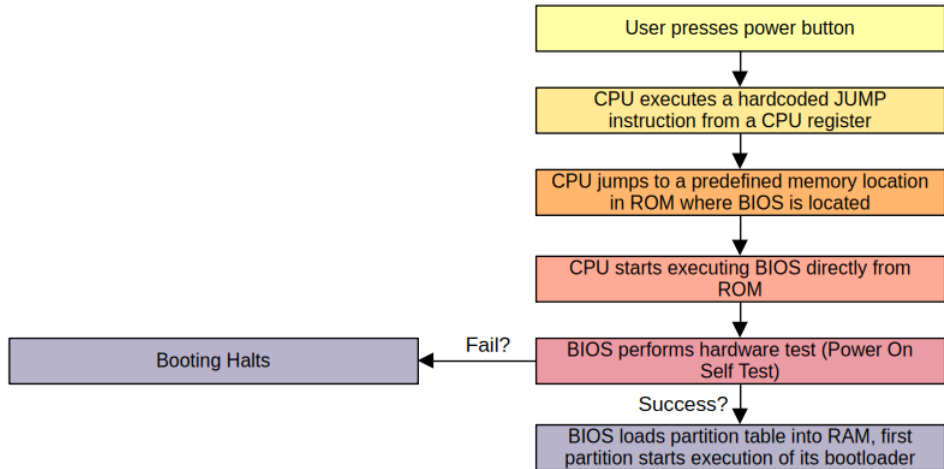 User presses power button
CPU executes a hardcoded JUMP
instruction from a CPU register
CPU jumps to a predefined memory location
in ROM where BIOS is located
CPU starts executing BIOS directly from
ROM
Fail?
Booting Halts
BIOS performs hardware test (Power On
Self Test)
Success?
BIOS loads partition table into RAM, first
partition starts execution of its bootloader